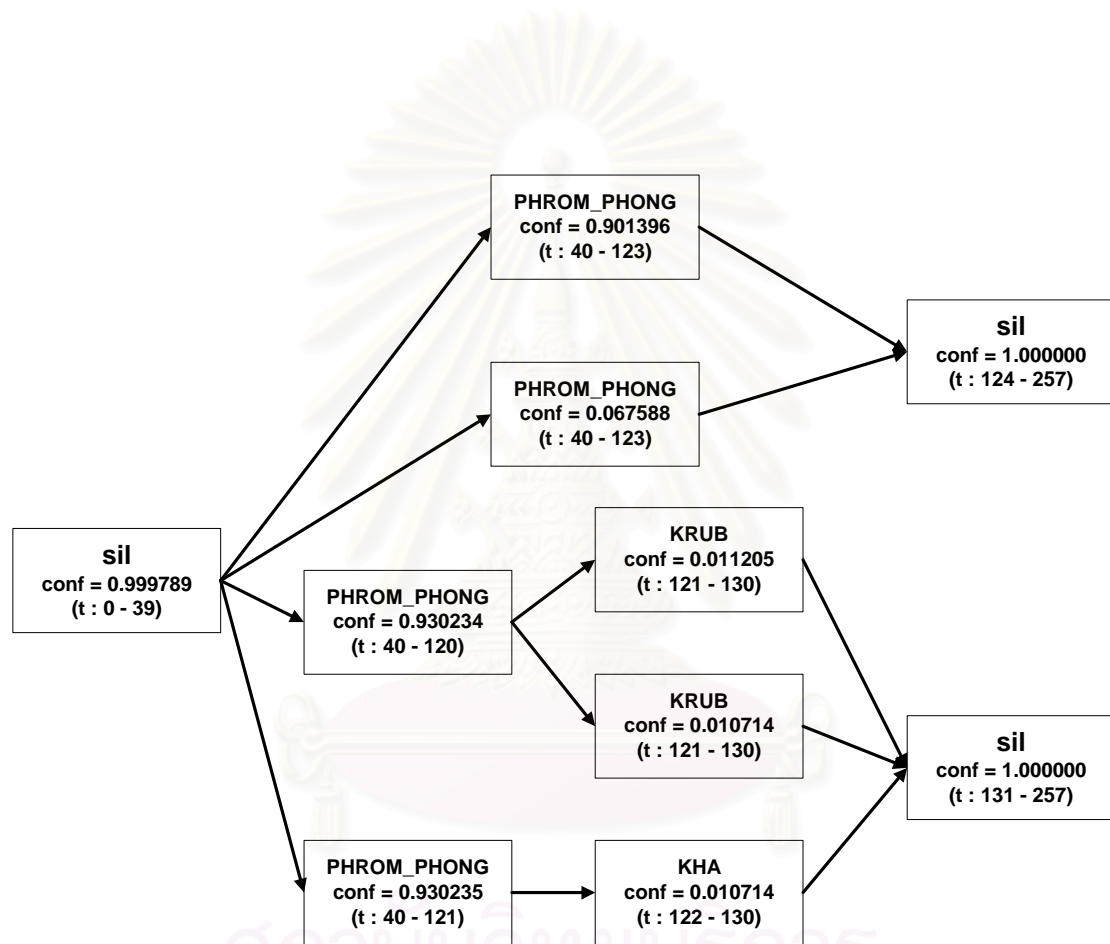 PHROM_PHONG
conf = 0.901396
(t : 40 - 123)
sil
conf = 1.000000
(t : 124 - 257)
PHROM_PHONG
conf = 0.067588
(t : 40 - 123)
sil
conf = 0.999789
(t : 0 - 39)
KRUB
conf = 0.011205
(t : 121 - 130)
PHROM_PHONG
conf = 0.930234
(t : 40 - 120)
KRUB
conf = 0.010714
(t : 121 - 130)
sil
conf = 1.000000
(t : 131 - 257)
PHROM_PHONG
conf = 0.930235
(t : 40 - 121)
KHA
conf = 0.010714
(t : 122 - 130)